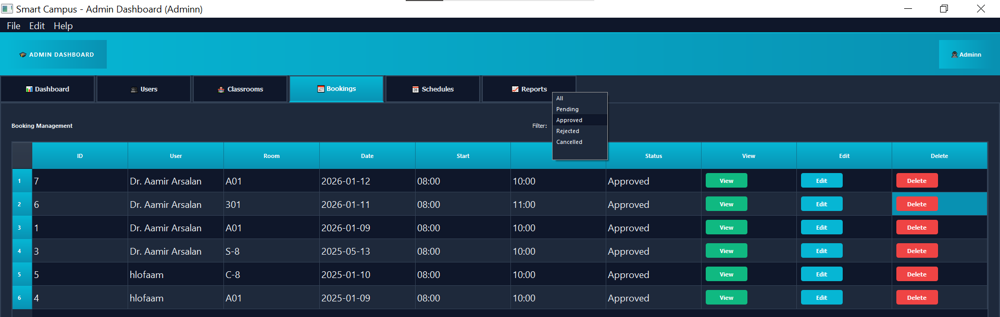 Smart Campus - Admin Dashboard (Adminn)
File Edit Help
ADMIN DASHBOARD Adminn
Dashboard Users Classrooms Bookings Schedules Reports
All
Pending
Approved
Rejected
Cancelled
Booking Management Filter:
ID User Room Date Start Status View Edit Delete
1 7 Dr. Aamir Arsalan A01 2026-01-12 08:00 10:00 Approved View Edit Delete
2 6 Dr. Aamir Arsalan 301 2026-01-11 08:00 11:00 Approved View Edit Delete
3 1 Dr. Aamir Arsalan A01 2026-01-09 08:00 10:00 Approved View Edit Delete
4 3 Dr. Aamir Arsalan S-8 2025-05-13 08:00 10:00 Approved View Edit Delete
5 5 hlofaam C-8 2025-01-10 08:00 10:00 Approved View Edit Delete
6 4 hlofaam A01 2025-01-09 08:00 10:00 Approved View Edit Delete